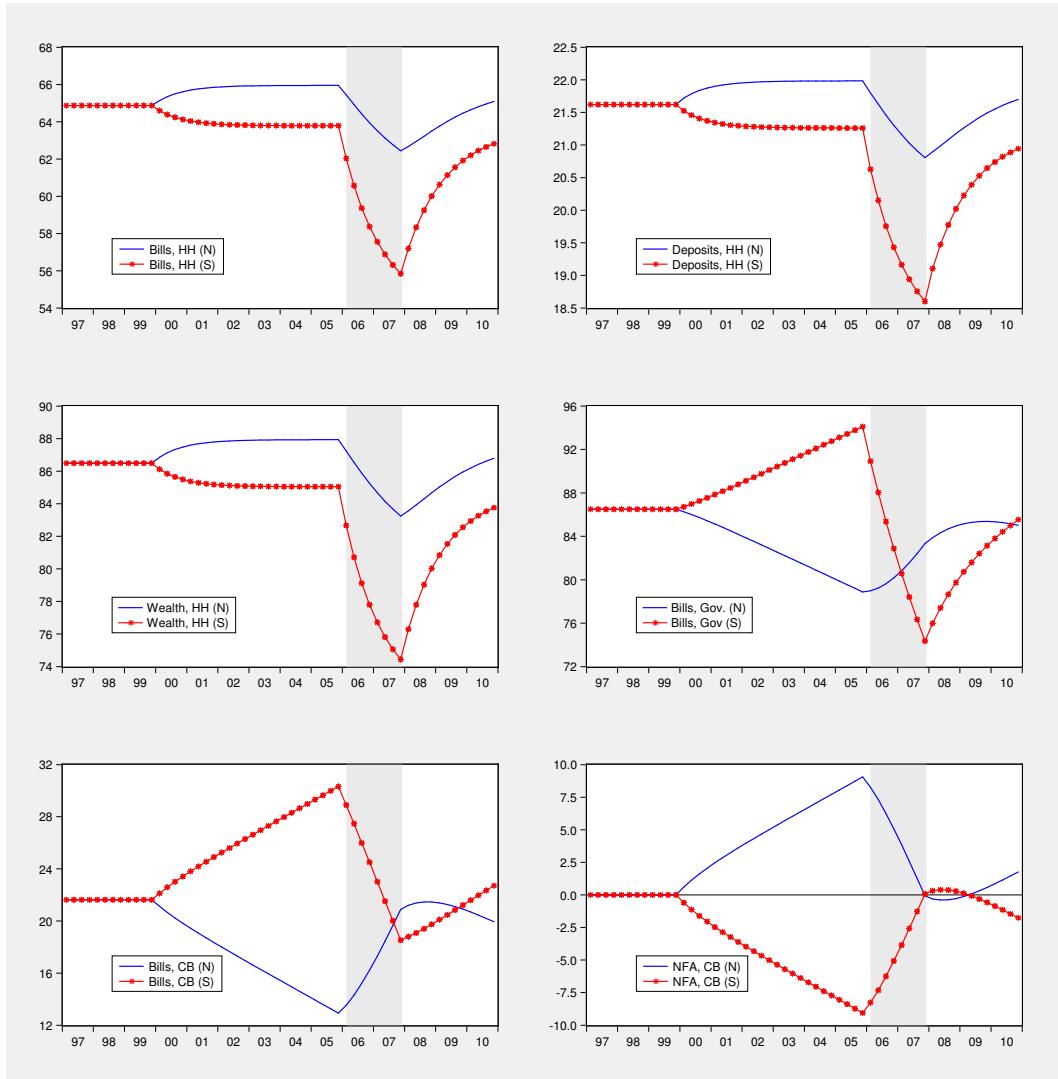 68
66
64
62
60
58
56
54
Bills, HH (N)
Bills, HH (S)
97 98 99 00 01 02 03 04 05 06 07 08 09 10
22.5
22.0
21.5
21.0
20.5
20.0
19.5
19.0
18.5
Deposits, HH (N)
Deposits, HH (S)
97 98 99 00 01 02 03 04 05 06 07 08 09 10
90
88
86
84
82
80
78
76
74
Wealth, HH (N)
Wealth, HH (S)
97 98 99 00 01 02 03 04 05 06 07 08 09 10
96
92
88
84
80
76
72
Bills, Gov. (N)
Bills, Gov (S)
97 98 99 00 01 02 03 04 05 06 07 08 09 10
32
28
24
20
16
12
Bills, CB (N)
Bills, CB (S)
97 98 99 00 01 02 03 04 05 06 07 08 09 10
10.0
7.5
5.0
2.5
0.0
-2.5
-5.0
-7.5
-10.0
NFA, CB (N)
NFA, CB (S)
97 98 99 00 01 02 03 04 05 06 07 08 09 10